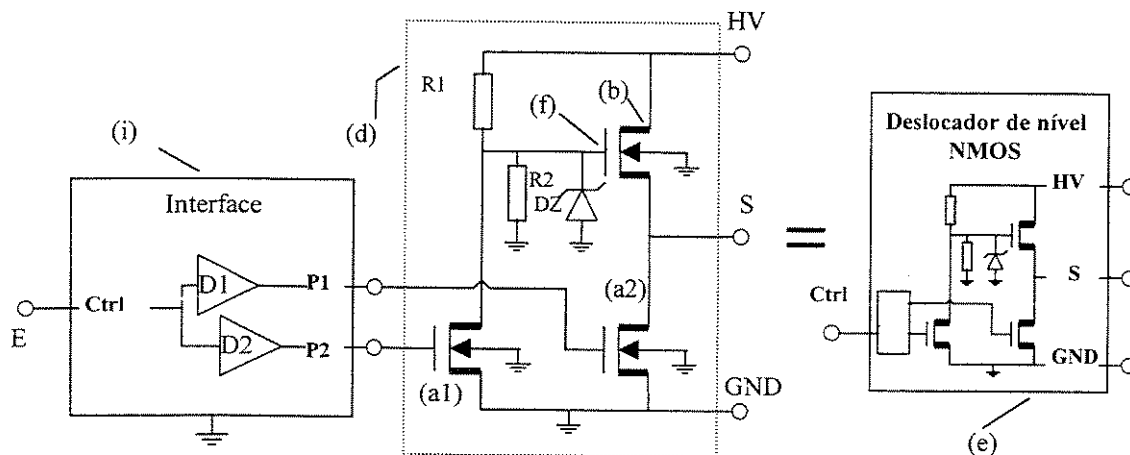 HV
R1
(b)
(f)
(d)
(i)
Interface
R2
DZ
S
D1
P1
Ctrl
E
D2
P2
(a2)
(a1)
GND
=
Deslocador de nível
NMOS
HV
S
Ctrl
GND
(e)